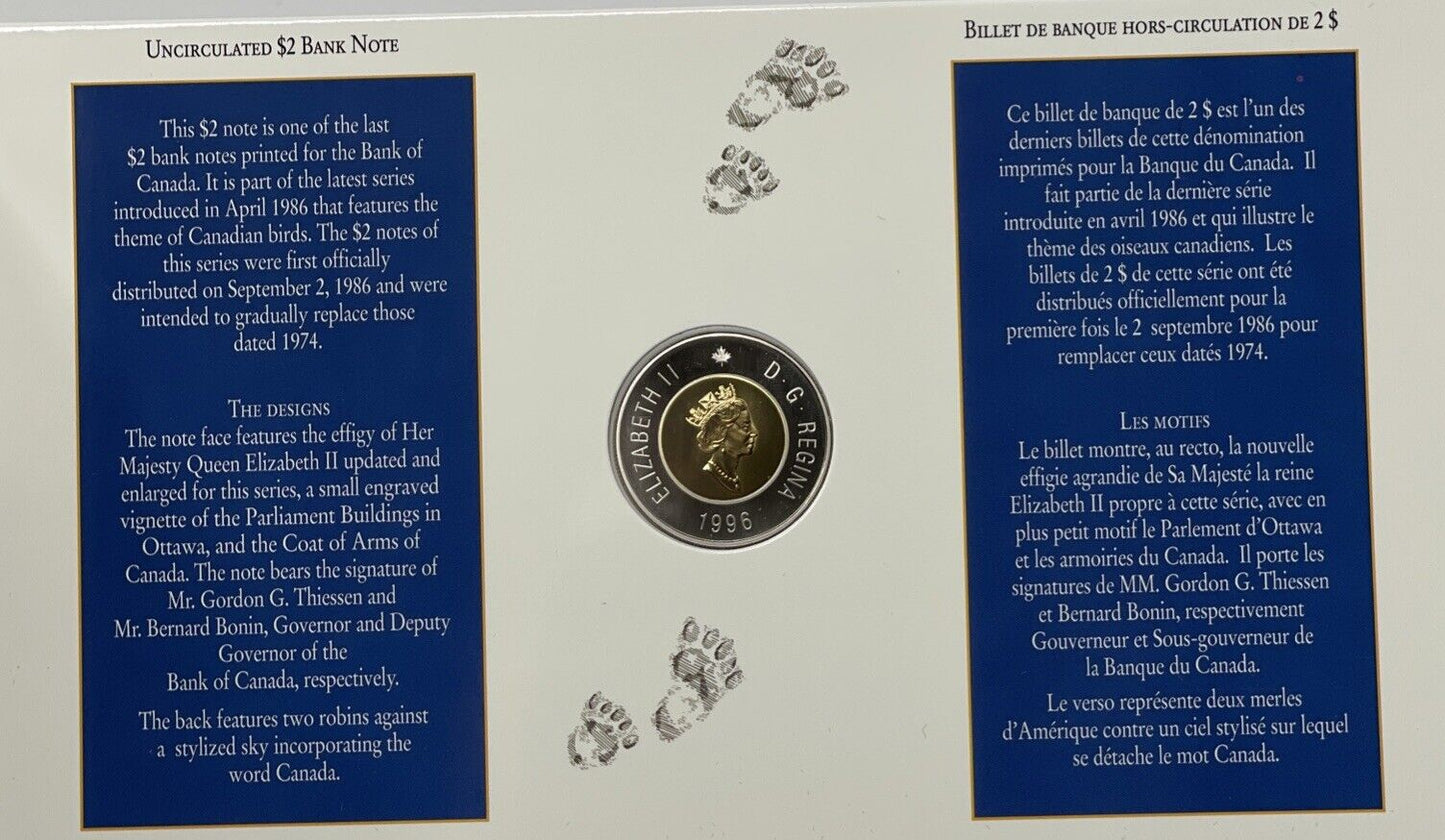 UNCIRCULATED $2 BANK NOTE
This $2 note is one of the last
$2 bank notes printed for the Bank of
Canada. It is part of the latest series
introduced in April 1986 that features the
theme of Canadian birds. The $2 notes of
this series were first officially
distributed on September 2, 1986 and were
intended to gradually replace those
dated 1974.
THE DESIGNS
The note face features the effigy of Her
Majesty Queen Elizabeth II updated and
enlarged for this series, a small engraved
vignette of the Parliament Buildings in
Ottawa, and the Coat of Arms of
Canada. The note bears the signature of
Mr. Gordon G. Thiessen and
Mr. Bernard Bonin, Governor and Deputy
Governor of the
Bank of Canada, respectively.
The back features two robins against
a stylized sky incorporating the
word Canada.
ELIZABETH II D·G·REGINA
1996
BILLET DE BANQUE HORS-CIRCULATION DE 2 $
Ce billet de banque de 2 $ est l'un des
derniers billets de cette dénomination
imprimés pour la Banque du Canada. Il
fait partie de la dernière série
introduite en avril 1986 et qui illustre le
thème des oiseaux canadiens. Les
billets de 2 $ de cette série ont été
distribués officiellement pour la
première fois le 2 septembre 1986 pour
remplacer ceux datés 1974.
LES MOTIFS
Le billet montre, au recto, la nouvelle
effigie agrandie de Sa Majesté la reine
Elizabeth II propre à cette série, avec en
plus petit motif le Parlement d'Ottawa
et les armoiries du Canada. Il porte les
signatures de MM. Gordon G. Thiessen
et Bernard Bonin, respectivement
Gouverneur et Sous-gouverneur de
la Banque du Canada.
Le verso représente deux merles
d'Amérique contre un ciel stylisé sur lequel
se détache le mot Canada.